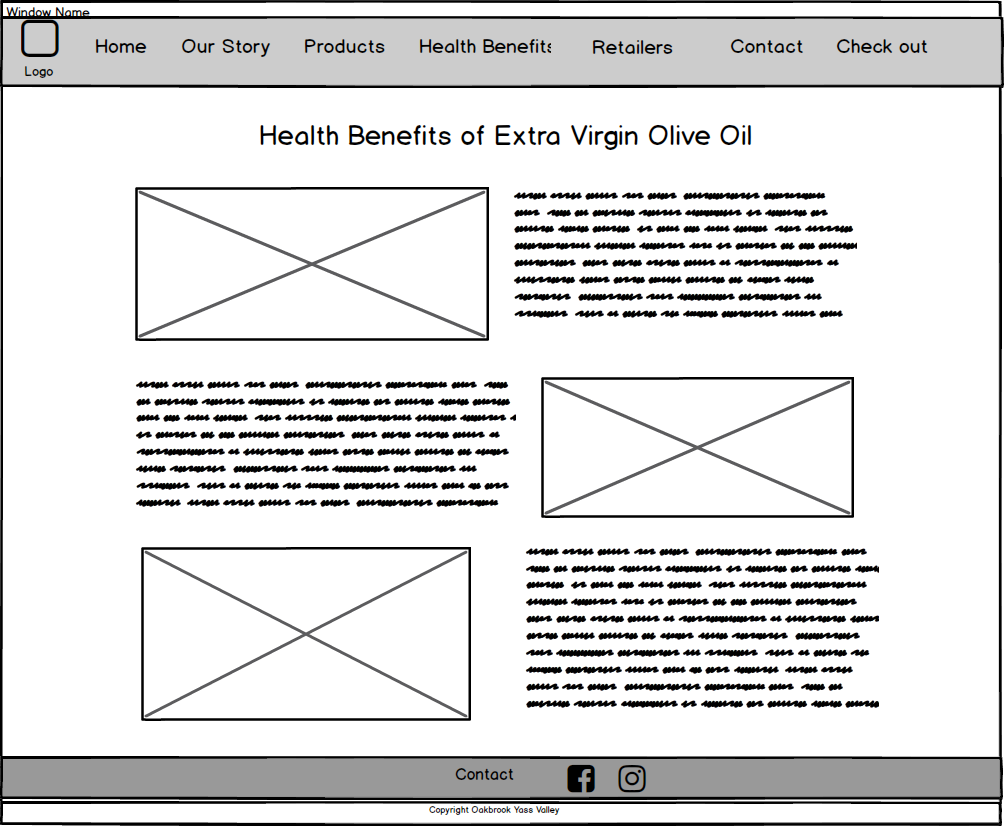 Window Name
Logo
Home Our Story Products Health Benefits Retailers Contact Check out
Health Benefits of Extra Virgin Olive Oil
Contact
Copyright Oakbrook Yass Valley